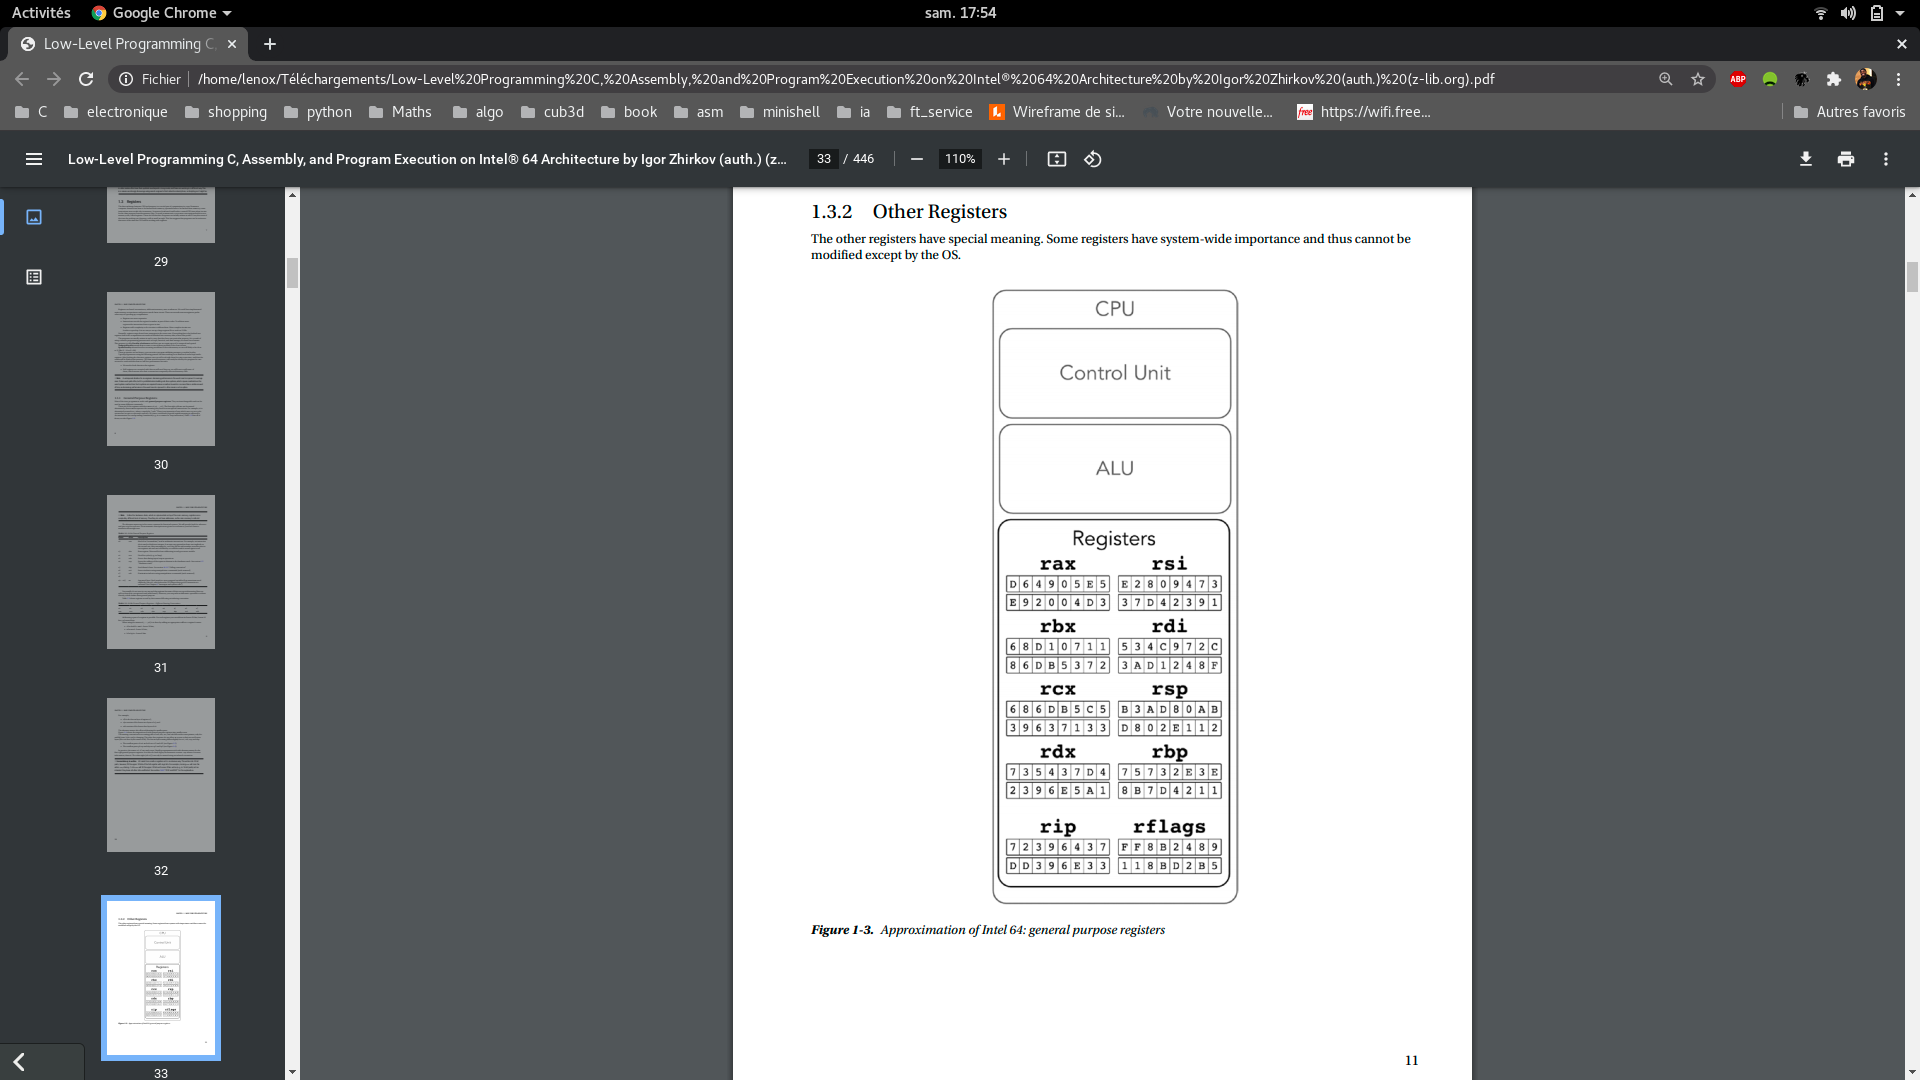 Activités
Google Chrome
sam. 17:54
Low-Level Programming C,
Fichier
/home/lenox/Téléchargements/Low-Level%20Programming%20C,%20Assembly,%20and%20Program%20Execution%20on%20Intel®%2064%20Architecture%20by%20Igor%20Zhirkov%20(auth.)%20(z-lib.org).pdf
ABP
C
electronique
shopping
python
Maths
algo
cub3d
book
asm
minishell
ia
ft_service
Wireframe de si...
Votre nouvelle...
free
https://wifi.free...
Autres favoris
Low-Level Programming C, Assembly, and Program Execution on Intel® 64 Architecture by Igor Zhirkov (auth.) (z...
33 / 446
110%
29
30
31
32
33
1.3.2 Other Registers
The other registers have special meaning. Some registers have system-wide importance and thus cannot be
modified except by the OS.
CPU
Control Unit
ALU
Registers
rax rsi
D 6 4 9 0 5 E 5 E 2 8 0 9 4 7 3
E 9 2 0 0 4 D 3 3 7 D 4 2 3 9 1
rbx rdi
6 8 D 1 0 7 1 1 5 3 4 C 9 7 2 C
8 6 D B 5 3 7 2 3 A D 1 2 4 8 F
rcx rsp
6 8 6 D B 5 C 5 B 3 A D 8 0 A B
3 9 6 3 7 1 3 3 D 8 0 2 E 1 1 2
rdx rbp
7 3 5 4 3 7 D 4 7 5 7 3 2 E 3 E
2 3 9 6 E 5 A 1 8 B 7 D 4 2 1 1
rip rflags
7 2 3 9 6 4 3 7 F F 8 B 2 4 8 9
D D 3 9 6 E 3 3 1 1 8 B D 2 B 5
Figure 1-3. Approximation of Intel 64: general purpose registers
11